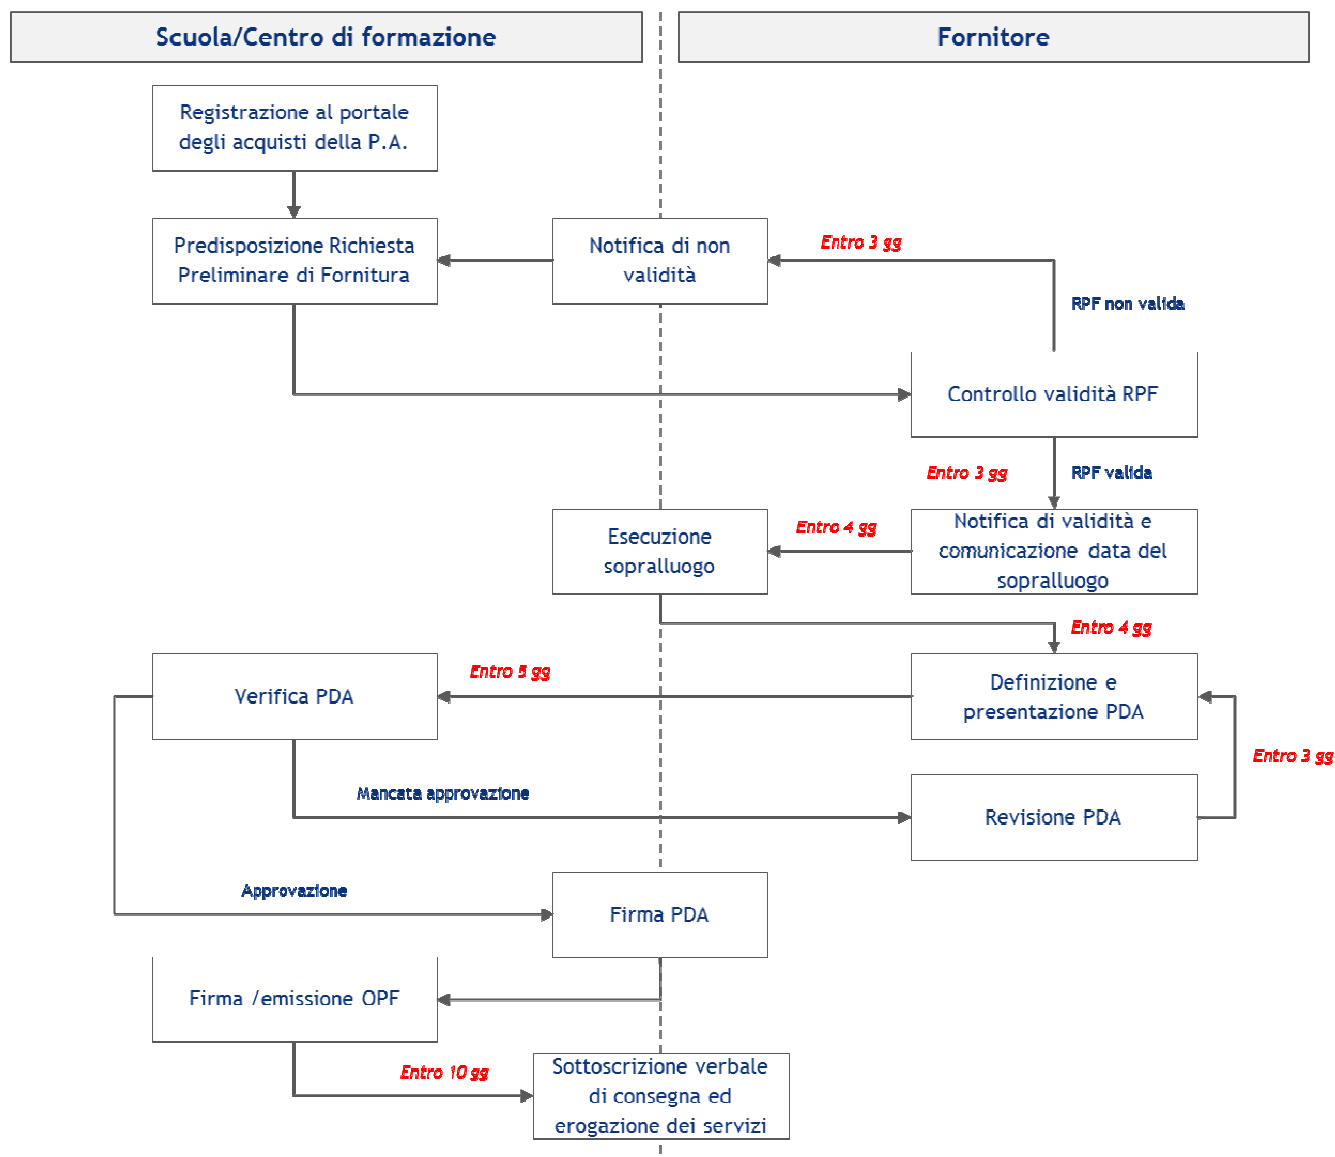 Scuola/Centro di formazione
Fornitore
Registrazione al portale
degli acquisti della P.A.
Predisposizione Richiesta
Preliminare di Fornitura
Notifica di non
validità
Entro 3 gg
RPF non valida
Controllo validità RPF
Entro 3 gg
RPF valida
Esecuzione
sopralluogo
Entro 4 gg
Notifica di validità e
comunicazione data del
sopralluogo
Entro 4 gg
Verifica PDA
Entro 5 gg
Definizione e
presentazione PDA
Entro 3 gg
Mancata approvazione
Revisione PDA
Approvazione
Firma PDA
Firma /emissione OPF
Entro 10 gg
Sottoscrizione verbale
di consegna ed
erogazione dei servizi